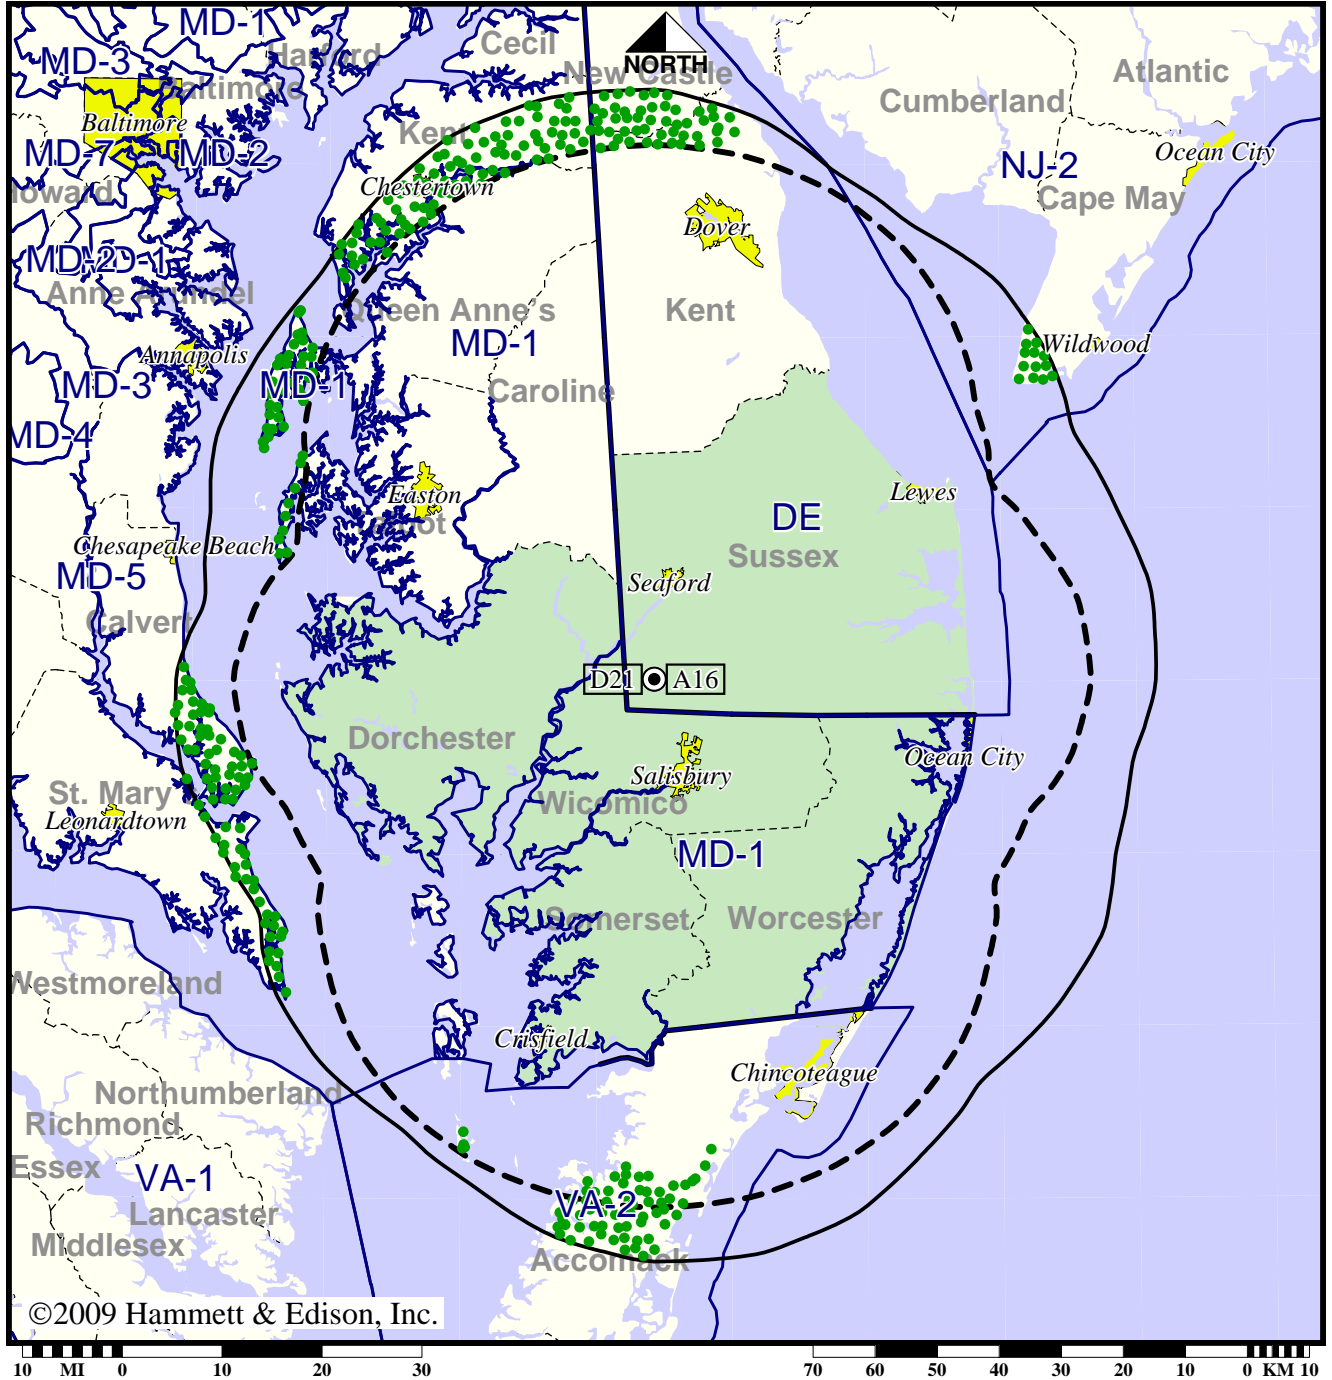 MD-1
Cecil
Harford
MD-3
NORTH
New Castle
Atlantic
Baltimore
Cumberland
Baltimore
Kent
MD-7
MD-2
Ocean City
NJ-2
Howard
Chestertown
Cape May
Dover
MD-2
MD-1
Anne Arundel
Queen Anne's
Kent
MD-1
Wildwood
Annapolis
MD-3
MD-1
Caroline
MD-4
Easton
Lewes
Talbot
DE
Chesapeake Beach
Sussex
MD-5
Seaford
Calvert
D21
A16
Dorchester
Ocean City
Salisbury
St. Mary
Wicomico
Leonardtown
MD-1
Somerset
Worcester
Westmoreland
Crisfield
Chincoteague
Northumberland
Richmond
Essex
VA-1
VA-2
Lancaster
Middlesex
Accomack
©2009 Hammett & Edison, Inc.
10 MI 0 10 20 30
70 60 50 40 30 20 10 0 KM 10